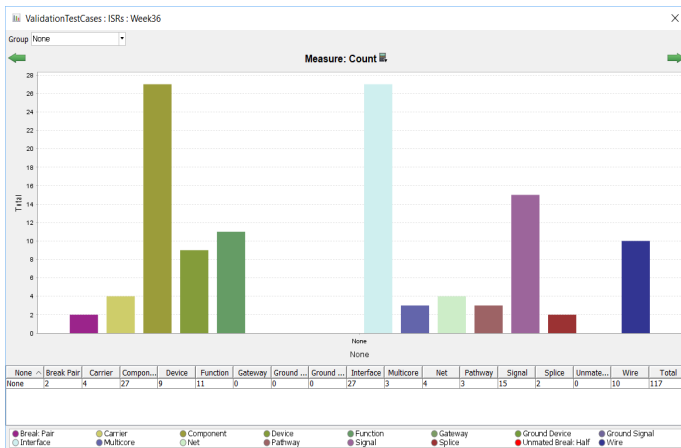 ValidationTestCases : ISRs : Week36
Group None
Measure: Count
28
26
24
22
20
18
16
14
12
10
8
6
4
2
0
Total
None
None
None Break Pair Carrier Compon... Device Function Gateway Ground ... Ground ... Interface Multicore Net Pathway Signal Splice Unmate... Wire Total
None 2 4 27 9 11 0 0 0 27 3 4 3 15 2 0 10 117
Break: Pair Carrier Component Device Function Gateway Ground Device Ground Signal
Interface Multicore Net Pathway Signal Splice Unmated Break: Half Wire